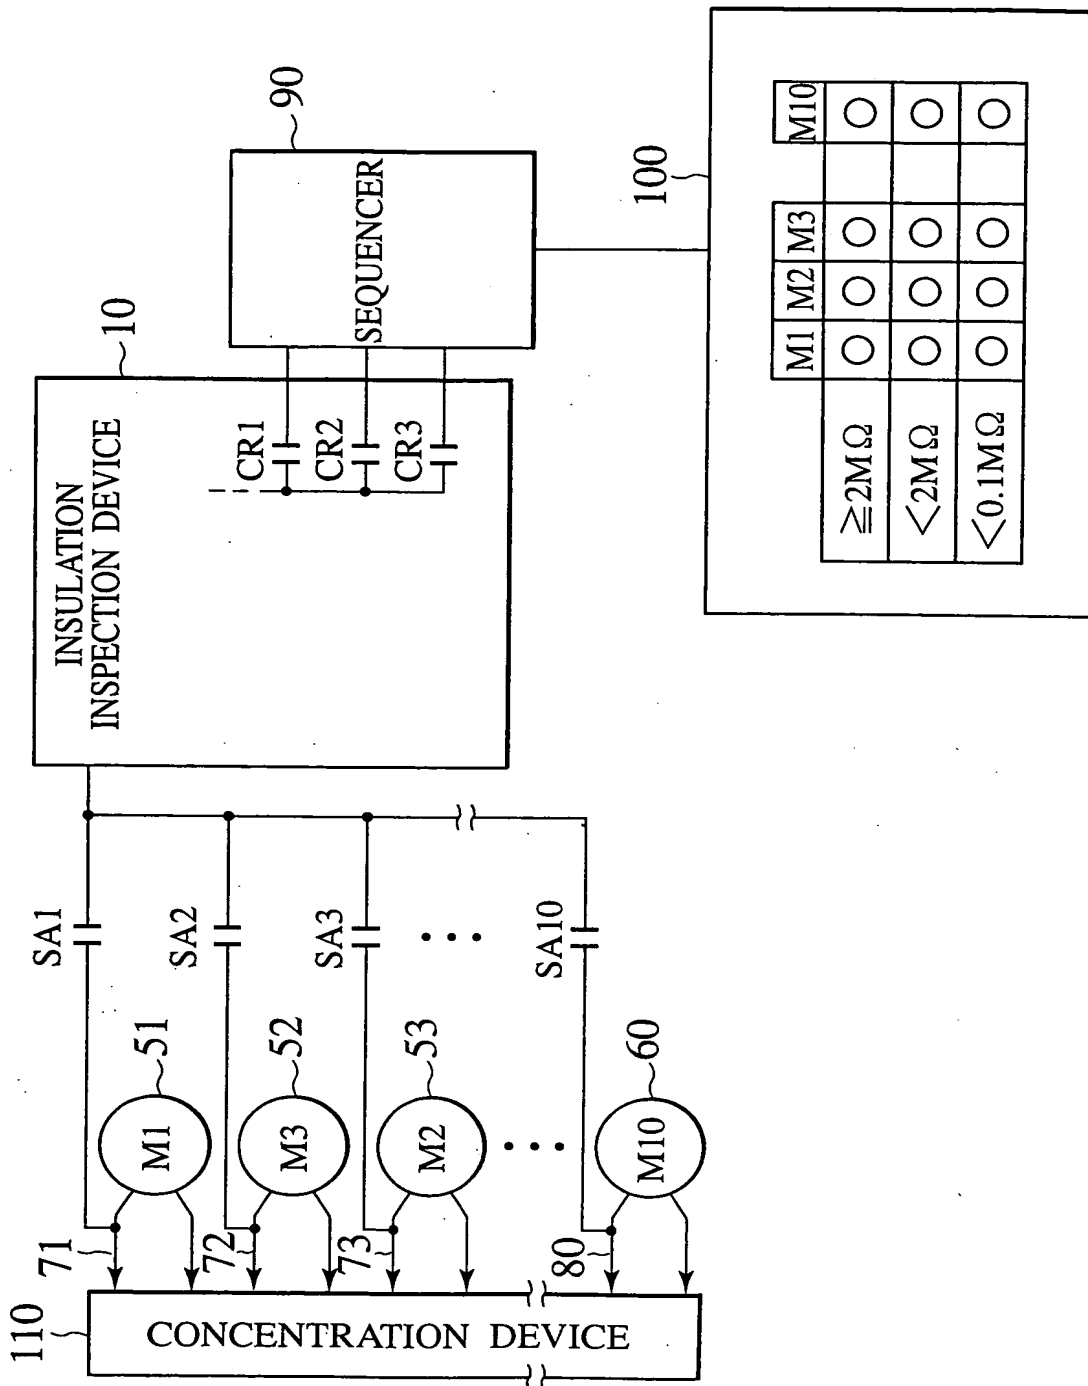 110
CONCENTRATION DEVICE
71
72
73
80
M1
51
M3
52
M2
53
M10
60
SA1
SA2
SA3
SA10
INSULATION
INSPECTION DEVICE
10
CR1
CR2
CR3
SEQUENCER
90
100
M1 M2 M3 M10
≧2MΩ
<2MΩ
<0.1MΩ